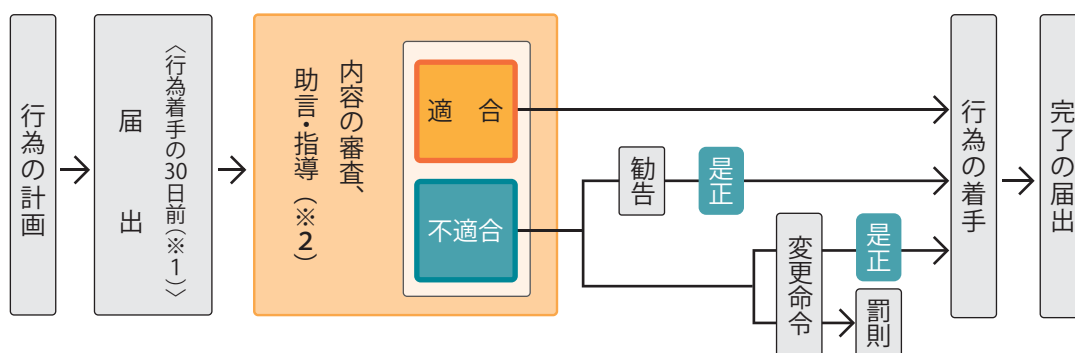 行為の計画
届出
〈行為着手の30日前(※1)〉
内容の審査、
助言・指導(※2)
適合
不適合
勧告
是正
変更命令
是正
罰則
行為の着手
完了の届出